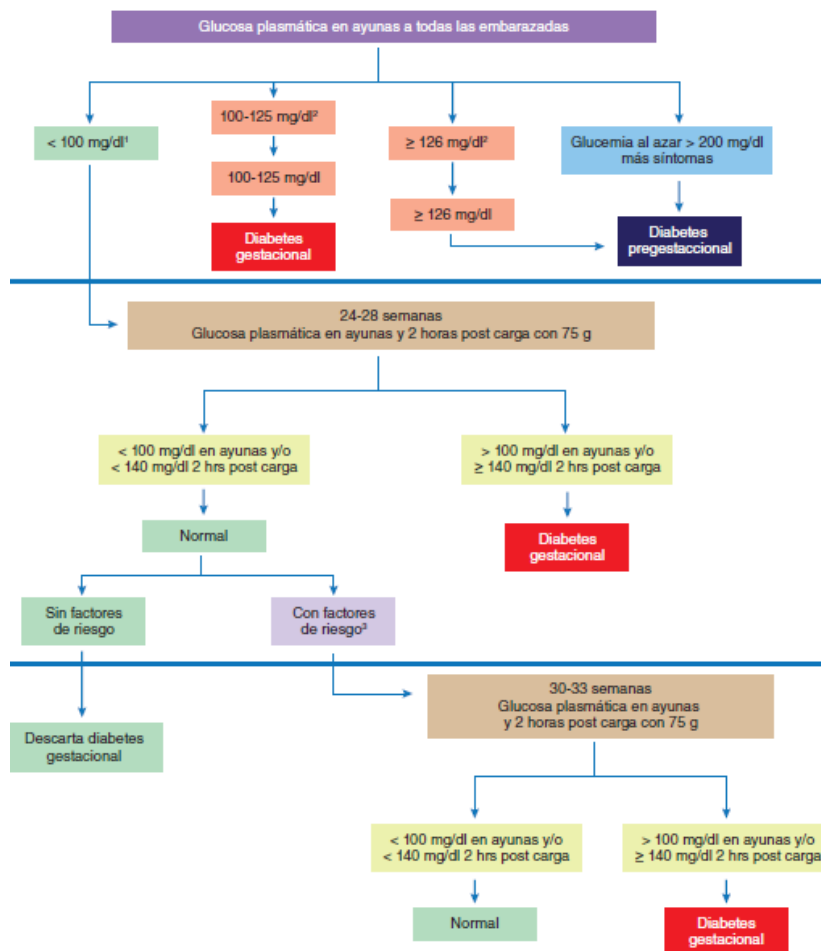 Glucosa plasmática en ayunas a todas las embarazadas
< 100 mg/dl¹
100-125 mg/dl²
100-125 mg/dl
Diabetes
gestacional
≥ 126 mg/dl²
≥ 126 mg/dl
Glucemia al azar > 200 mg/dl
más síntomas
Diabetes
pregestaccional
24-28 semanas
Glucosa plasmática en ayunas y 2 horas post carga con 75 g
< 100 mg/dl en ayunas y/o
< 140 mg/dl 2 hrs post carga
> 100 mg/dl en ayunas y/o
≥ 140 mg/dl 2 hrs post carga
Normal
Diabetes
gestacional
Sin factores
de riesgo
Con factores
de riesgo³
Descarta diabetes
gestacional
30-33 semanas
Glucosa plasmática en ayunas
y 2 horas post carga con 75 g
< 100 mg/dl en ayunas y/o
< 140 mg/dl 2 hrs post carga
> 100 mg/dl en ayunas y/o
≥ 140 mg/dl 2 hrs post carga
Normal
Diabetes
gestacional